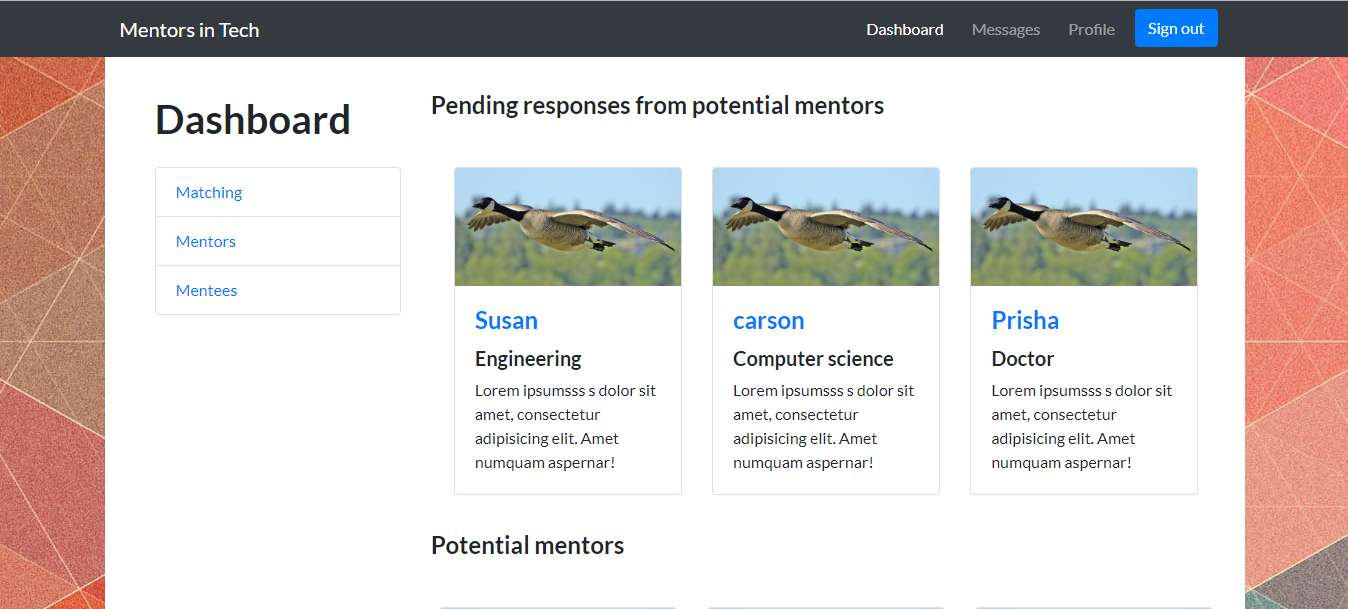 Mentors in Tech
Dashboard
Messages
Profile
Sign out
Dashboard
Matching
Mentors
Mentees
Pending responses from potential mentors
Susan
Engineering
Lorem ipsumsss s dolor sit
amet, consectetur
adipisicing elit. Amet
numquam aspernar!
carson
Computer science
Lorem ipsumsss s dolor sit
amet, consectetur
adipisicing elit. Amet
numquam aspernar!
Prisha
Doctor
Lorem ipsumsss s dolor sit
amet, consectetur
adipisicing elit. Amet
numquam aspernar!
Potential mentors